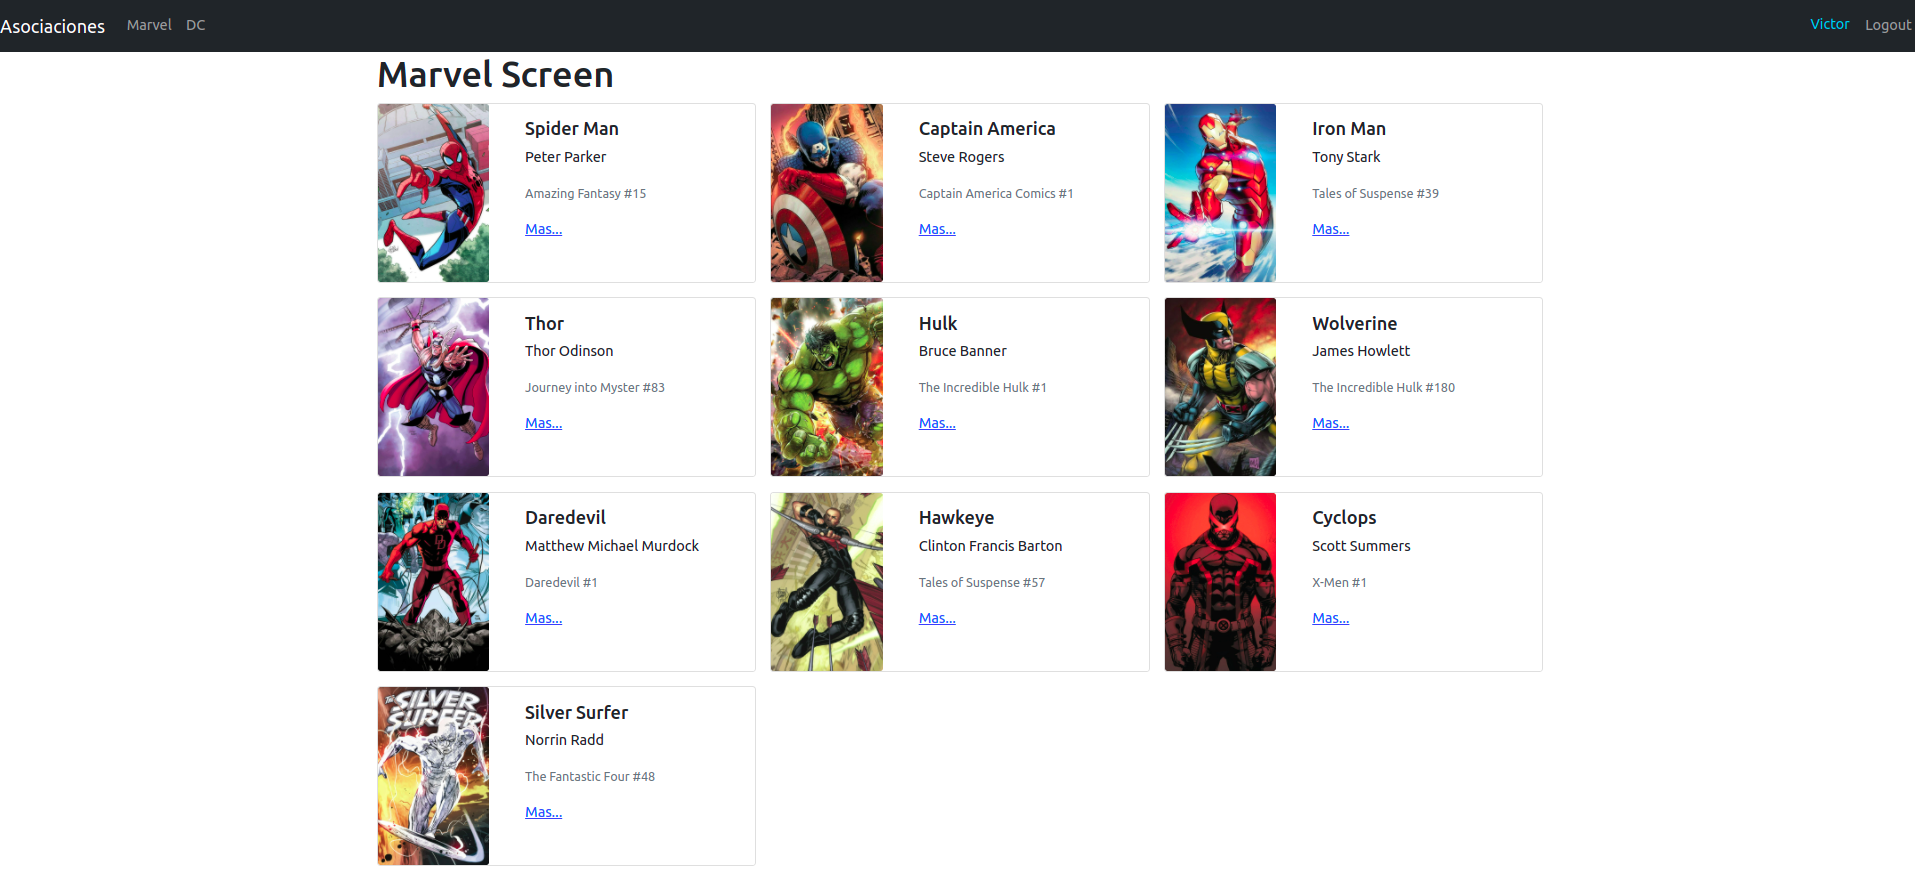 Asociaciones Marvel DC Victor Logout
Marvel Screen
Spider Man
Peter Parker
Amazing Fantasy #15
Mas...
Captain America
Steve Rogers
Captain America Comics #1
Mas...
Iron Man
Tony Stark
Tales of Suspense #39
Mas...
Thor
Thor Odinson
Journey into Myster #83
Mas...
Hulk
Bruce Banner
The Incredible Hulk #1
Mas...
Wolverine
James Howlett
The Incredible Hulk #180
Mas...
Daredevil
Matthew Michael Murdock
Daredevil #1
Mas...
Hawkeye
Clinton Francis Barton
Tales of Suspense #57
Mas...
Cyclops
Scott Summers
X-Men #1
Mas...
THE SILVER
SURFER
Silver Surfer
Norrin Radd
The Fantastic Four #48
Mas...